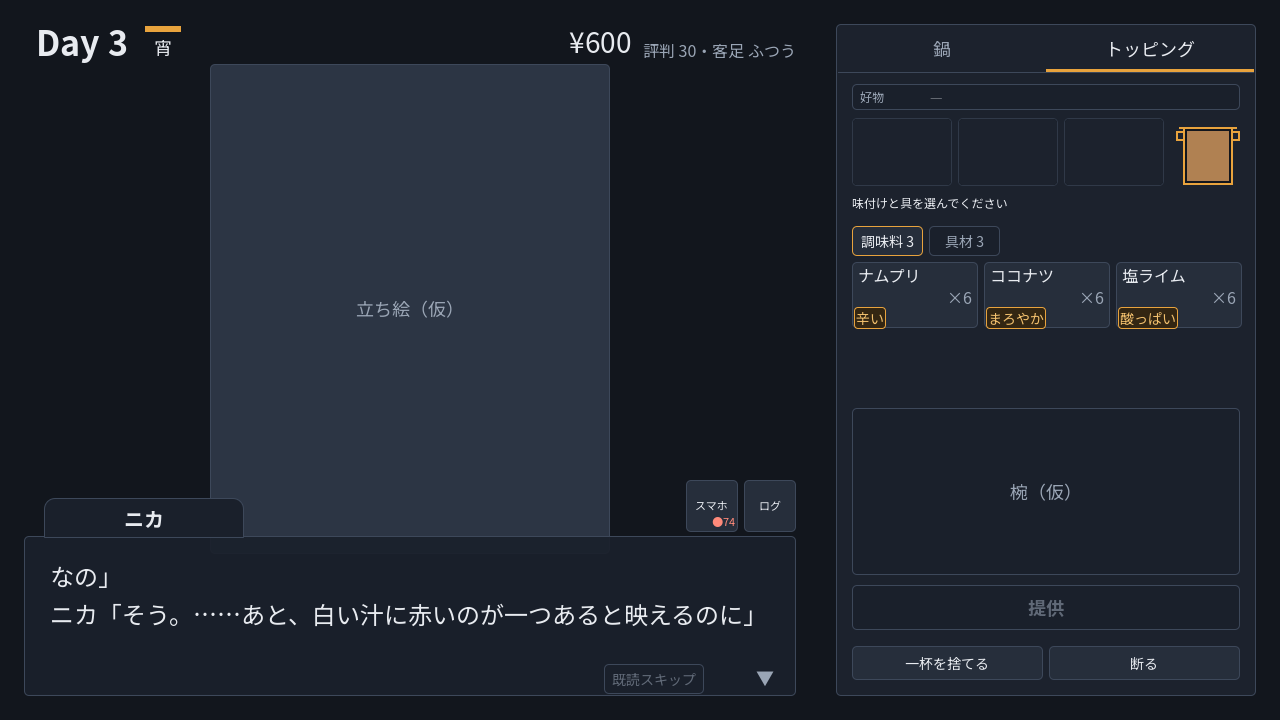 Day 3
宵
¥600
評判 30・客足 ふつう
立ち絵（仮）
スマホ
74
ログ
ニカ
なの」
ニカ「そう。……あと、白い汁に赤いのが一つあると映えるのに」
既読スキップ
▼
鍋
トッピング
好物 —
味付けと具を選んでください
調味料 3
具材 3
ナムプリ
×6
辛い
ココナツ
×6
まろやか
塩ライム
×6
酸っぱい
椀（仮）
提供
一杯を捨てる
断る